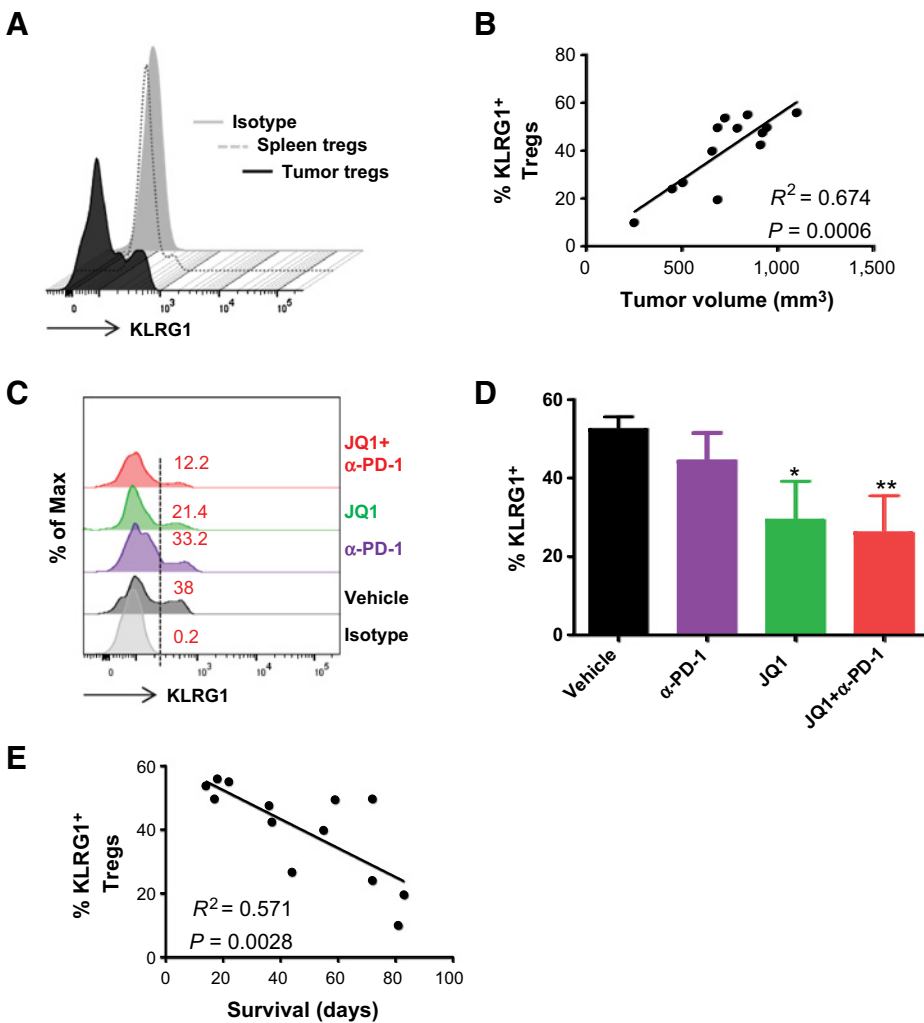 A
Isotype
Spleen tregs
Tumor tregs
0
10³
10⁴
10⁵
KLRG1
B
% KLRG1⁺
Tregs
80
60
40
20
0
R² = 0.674
P = 0.0006
0
500
1,000
1,500
Tumor volume (mm³)
C
% of Max
12.2
JQ1+
α-PD-1
21.4
JQ1
33.2
α-PD-1
38
Vehicle
0.2
Isotype
0
10³
10⁴
10⁵
KLRG1
D
% KLRG1⁺
60
40
20
0
*
**
Vehicle
α-PD-1
JQ1
JQ1+α-PD-1
E
% KLRG1⁺
Tregs
60
40
20
0
R² = 0.571
P = 0.0028
0
20
40
60
80
100
Survival (days)